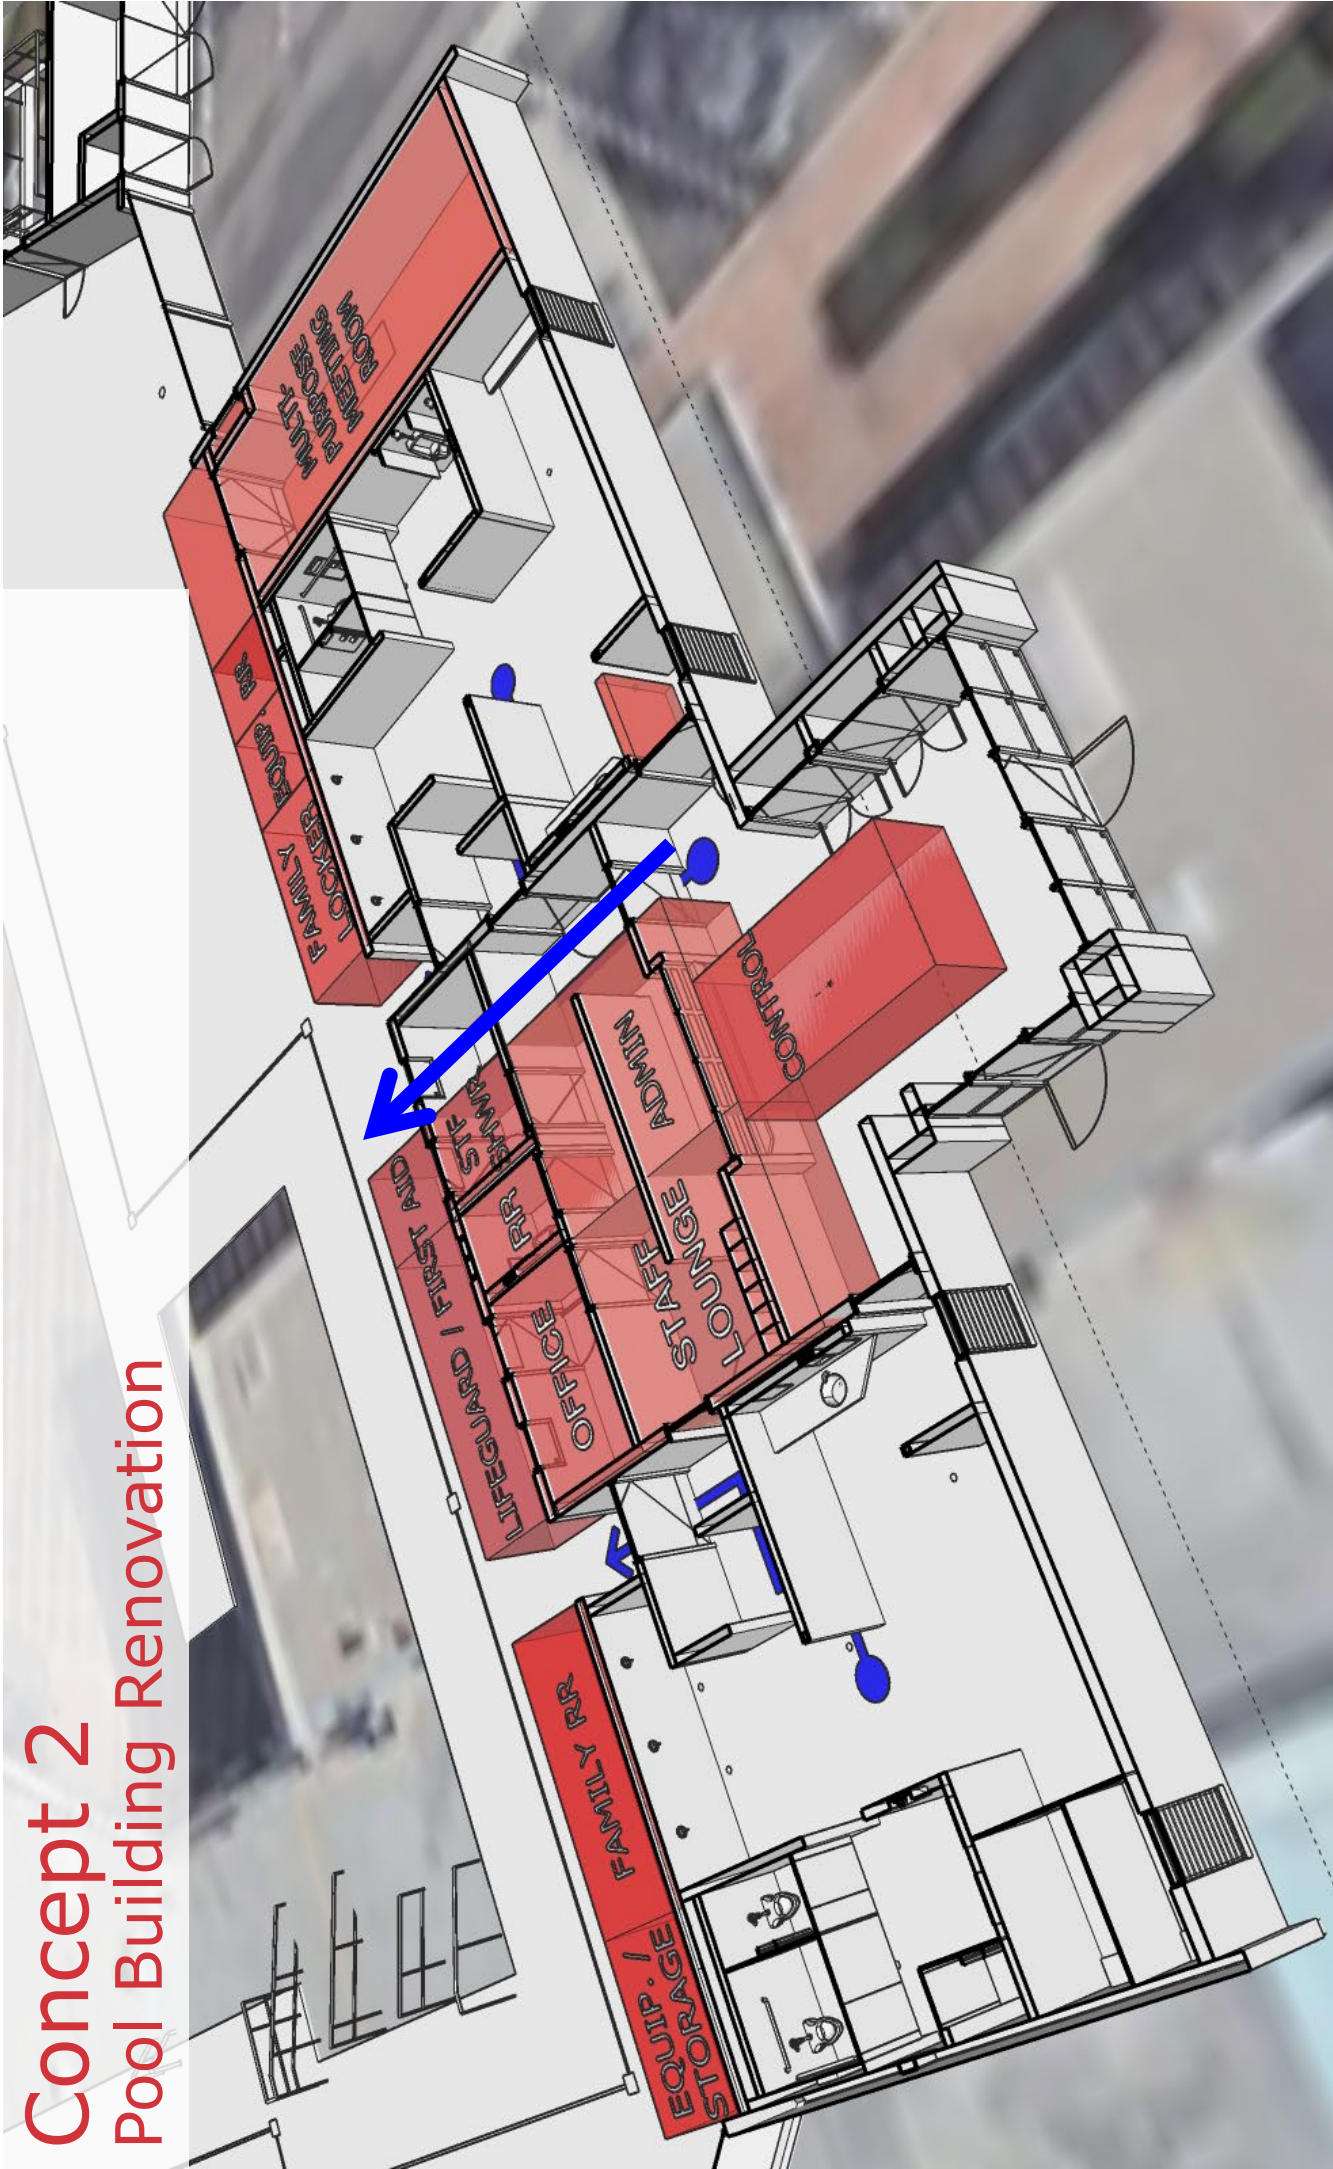 Concept 2
Pool Building Renovation
EQUIP. /
STORAGE
FAMILY RR
LIFEGUARD / FIRST AID
OFFICE
RR
STF
SHWR
STAFF
LOUNGE
ADMIN
CONTROL
FAMILY
LOCKER
EQUIP.
RR
MULTI-
PURPOSE
MEETING
ROOM